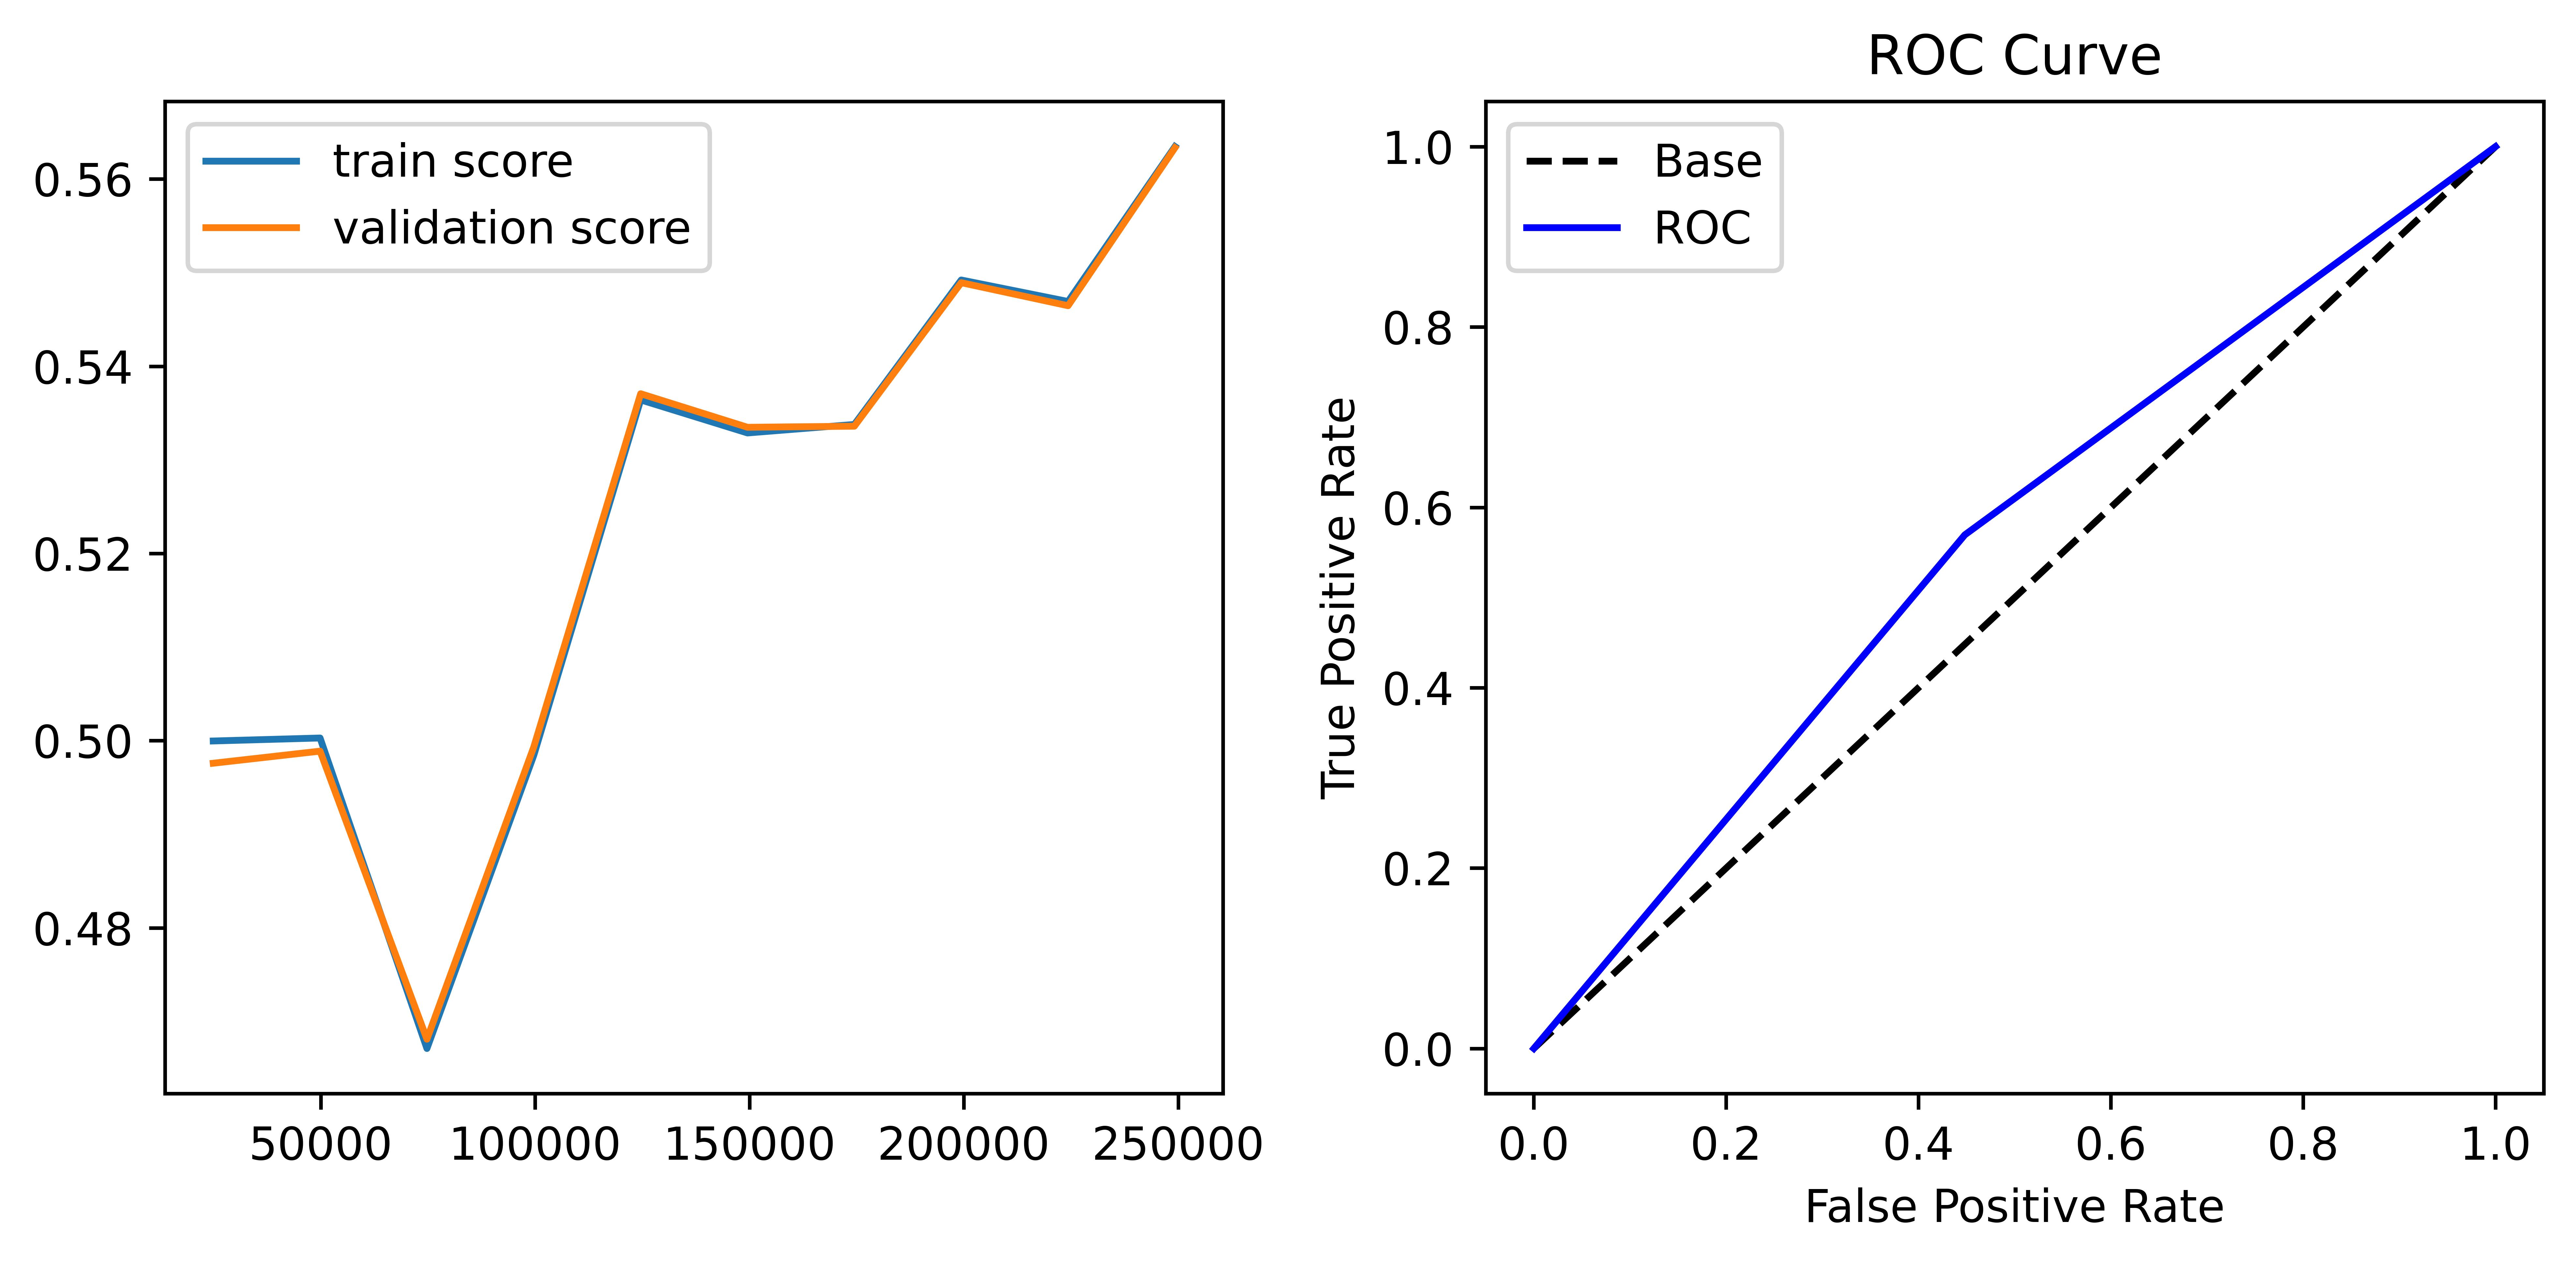 train score
validation score
0.56
0.54
0.52
0.50
0.48
50000 100000 150000 200000 250000
ROC Curve
Base
ROC
1.0
0.8
0.6
0.4
0.2
0.0
True Positive Rate
0.0 0.2 0.4 0.6 0.8 1.0
False Positive Rate